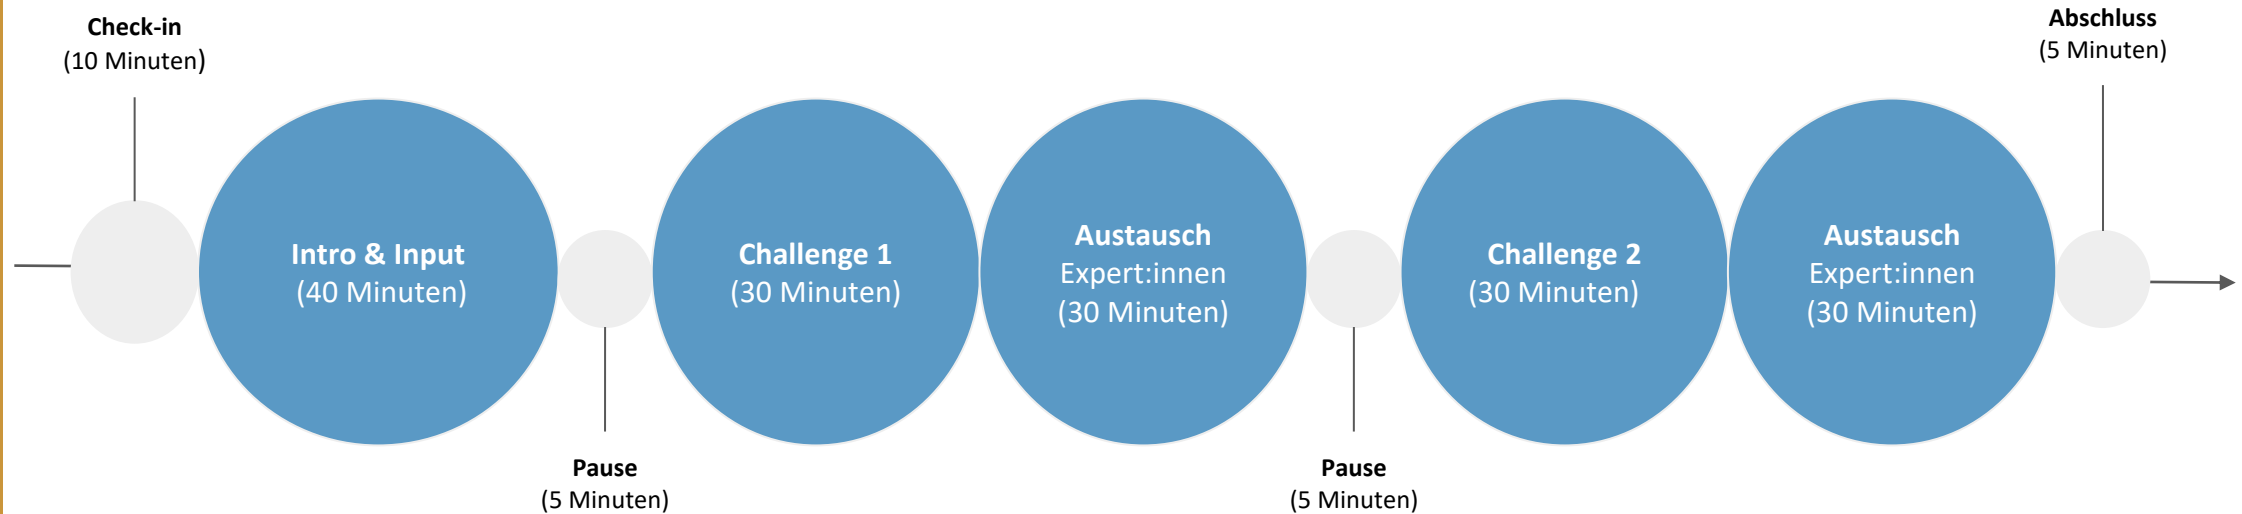 Check-in
(10 Minuten)
Intro & Input
(40 Minuten)
Pause
(5 Minuten)
Challenge 1
(30 Minuten)
Austausch
Expert:innen
(30 Minuten)
Pause
(5 Minuten)
Challenge 2
(30 Minuten)
Austausch
Expert:innen
(30 Minuten)
Abschluss
(5 Minuten)